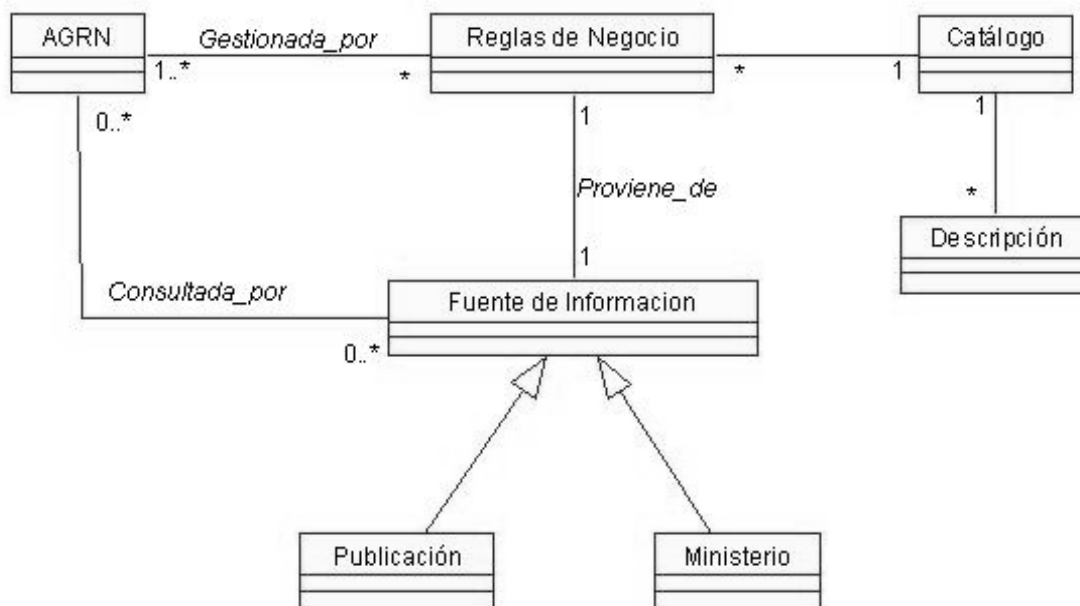 AGRN
Gestionada_por
Reglas de Negocio
Catálogo
1..*
*
*
1
0..*
1
1
Proviene_de
*
Descripción
1
Consultada_por
Fuente de Informacion
0..*
Publicación
Ministerio